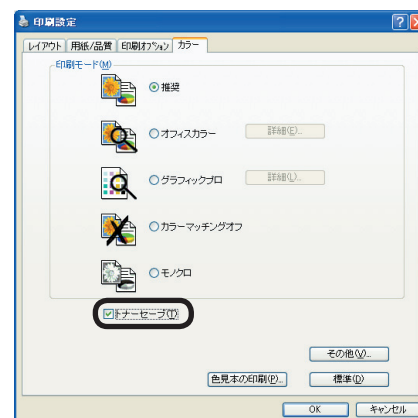 印刷設定
レイアウト 用紙/品質 印刷オプション カラー
印刷モード(M)
推奨
オフィスカラー 詳細(E)...
グラフィックプロ 詳細(L)...
カラーマッチングオフ
モノクロ
トナーセーブ(T)
その他(V)...
色見本の印刷(P)... 標準(D)
OK キャンセル